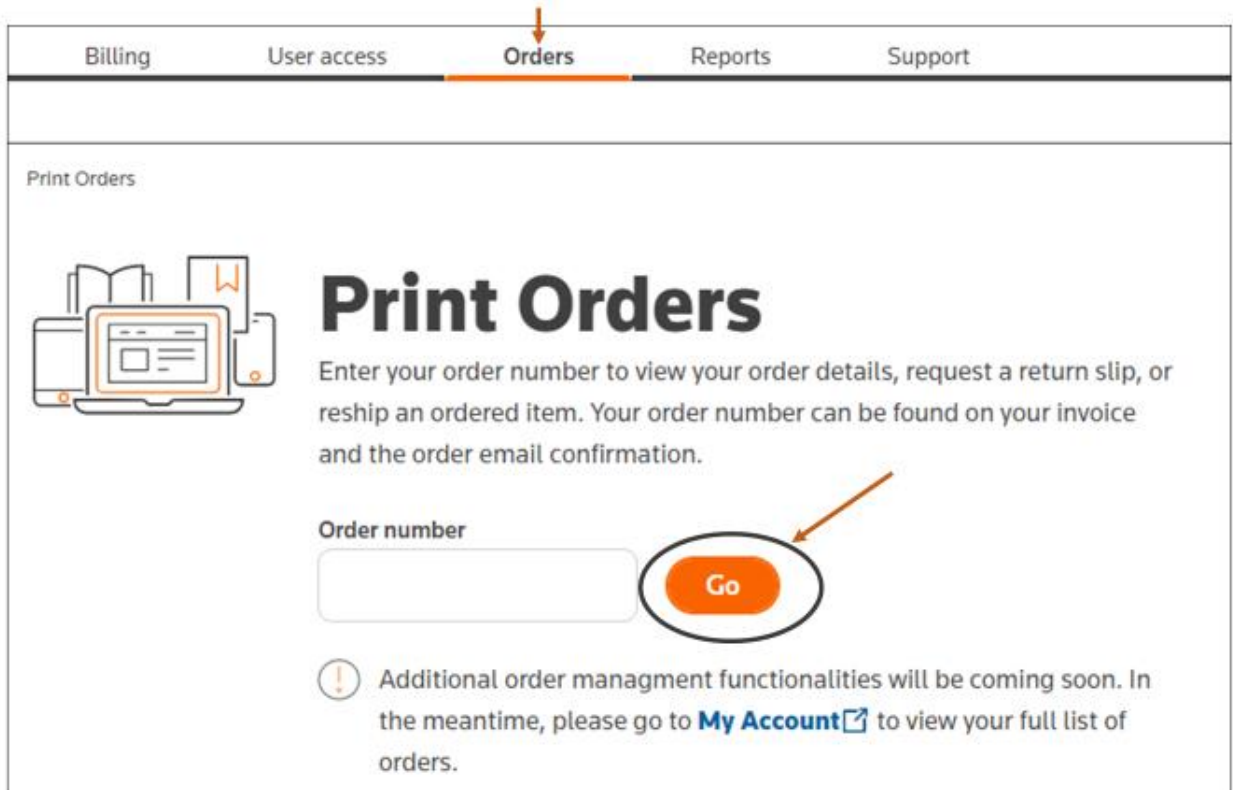 Billing User access Orders Reports Support
Print Orders
Print Orders
Enter your order number to view your order details, request a return slip, or
reship an ordered item. Your order number can be found on your invoice
and the order email confirmation.
Order number
Go
Additional order managment functionalities will be coming soon. In
the meantime, please go to My Account to view your full list of
orders.